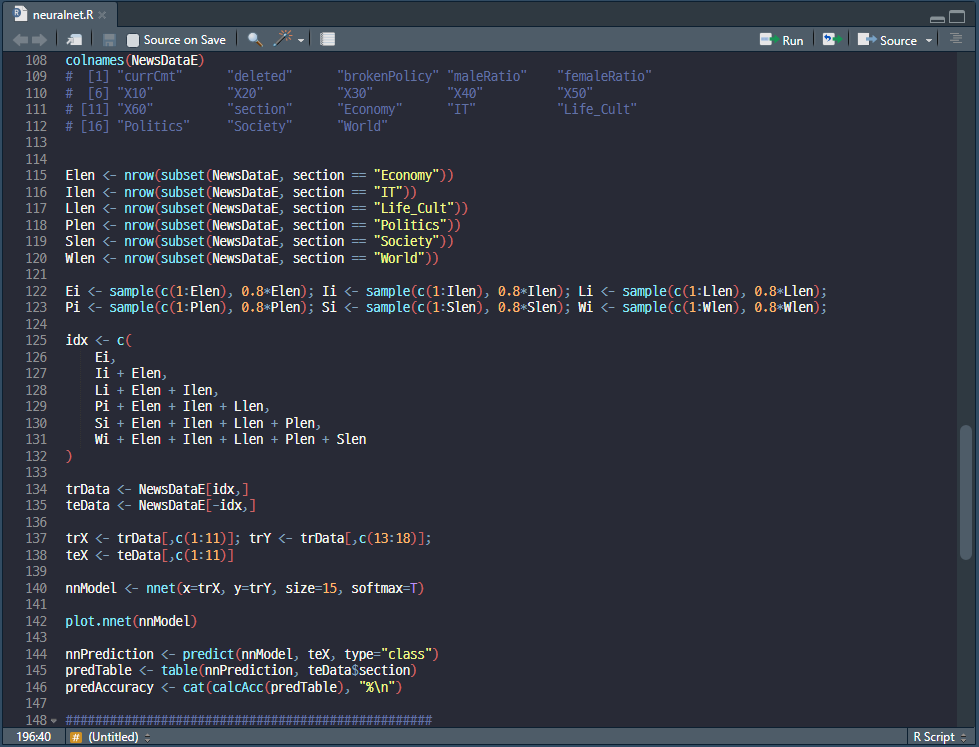 neuralnet.R
Source on Save
Run
Source
108 colnames(NewsDataE)
109 #  [1] "currCmt"      "deleted"      "brokenPolicy" "maleRatio"    "femaleRatio"
110 #  [6] "X10"          "X20"          "X30"          "X40"          "X50"
111 # [11] "X60"          "section"      "Economy"      "IT"           "Life_Cult"
112 # [16] "Politics"     "Society"      "World"
113
114
115 Elen <- nrow(subset(NewsDataE, section == "Economy"))
116 Ilen <- nrow(subset(NewsDataE, section == "IT"))
117 Llen <- nrow(subset(NewsDataE, section == "Life_Cult"))
118 Plen <- nrow(subset(NewsDataE, section == "Politics"))
119 Slen <- nrow(subset(NewsDataE, section == "Society"))
120 Wlen <- nrow(subset(NewsDataE, section == "World"))
121
122 Ei <- sample(c(1:Elen), 0.8*Elen); Ii <- sample(c(1:Ilen), 0.8*Ilen); Li <- sample(c(1:Llen), 0.8*Llen);
123 Pi <- sample(c(1:Plen), 0.8*Plen); Si <- sample(c(1:Slen), 0.8*Slen); Wi <- sample(c(1:Wlen), 0.8*Wlen);
124
125 idx <- c(
126     Ei,
127     Ii + Elen,
128     Li + Elen + Ilen,
129     Pi + Elen + Ilen + Llen,
130     Si + Elen + Ilen + Llen + Plen,
131     Wi + Elen + Ilen + Llen + Plen + Slen
132 )
133
134 trData <- NewsDataE[idx,]
135 teData <- NewsDataE[-idx,]
136
137 trX <- trData[,c(1:11)]; trY <- trData[,c(13:18)];
138 teX <- teData[,c(1:11)]
139
140 nnModel <- nnet(x=trX, y=trY, size=15, softmax=T)
141
142 plot.nnet(nnModel)
143
144 nnPrediction <- predict(nnModel, teX, type="class")
145 predTable <- table(nnPrediction, teData$section)
146 predAccuracy <- cat(calcAcc(predTable), "%\n")
147
148 ##################################################
196:40 # (Untitled) R Script